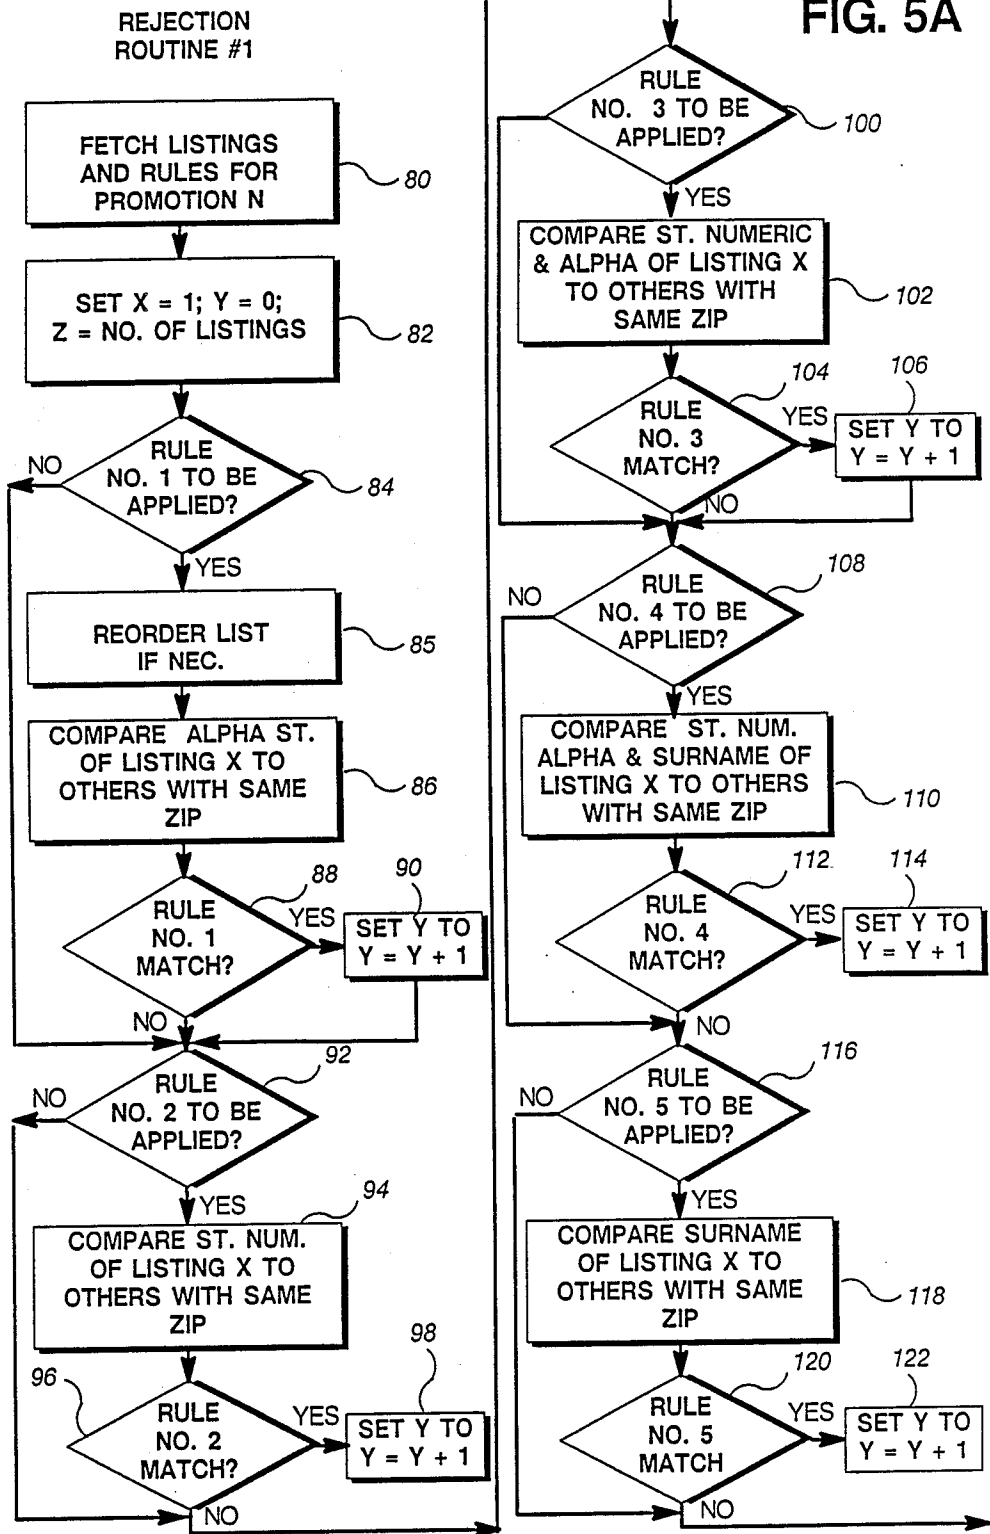 REJECTION
ROUTINE #1
FETCH LISTINGS
AND RULES FOR
PROMOTION N
80
SET X = 1; Y = 0;
Z = NO. OF LISTINGS
82
RULE
NO. 1 TO BE
APPLIED?
NO
84
YES
REORDER LIST
IF NEC.
85
COMPARE ALPHA ST.
OF LISTING X TO
OTHERS WITH SAME
ZIP
86
RULE
NO. 1
MATCH?
88
YES
90
SET Y TO
Y = Y + 1
NO
92
RULE
NO. 2 TO BE
APPLIED?
NO
YES
94
COMPARE ST. NUM.
OF LISTING X TO
OTHERS WITH SAME
ZIP
96
RULE
NO. 2
MATCH?
YES
98
SET Y TO
Y = Y + 1
NO
FIG. 5A
RULE
NO. 3 TO BE
APPLIED?
100
YES
COMPARE ST. NUMERIC
& ALPHA OF LISTING X
TO OTHERS WITH
SAME ZIP
102
104
RULE
NO. 3
MATCH?
YES
106
SET Y TO
Y = Y + 1
NO
108
RULE
NO. 4 TO BE
APPLIED?
NO
YES
COMPARE ST. NUM.
ALPHA & SURNAME OF
LISTING X TO OTHERS
WITH SAME ZIP
110
112
RULE
NO. 4
MATCH?
YES
114
SET Y TO
Y = Y + 1
NO
116
RULE
NO. 5 TO BE
APPLIED?
NO
YES
COMPARE SURNAME
OF LISTING X TO
OTHERS WITH SAME
ZIP
118
120
RULE
NO. 5
MATCH
YES
122
SET Y TO
Y = Y + 1
NO